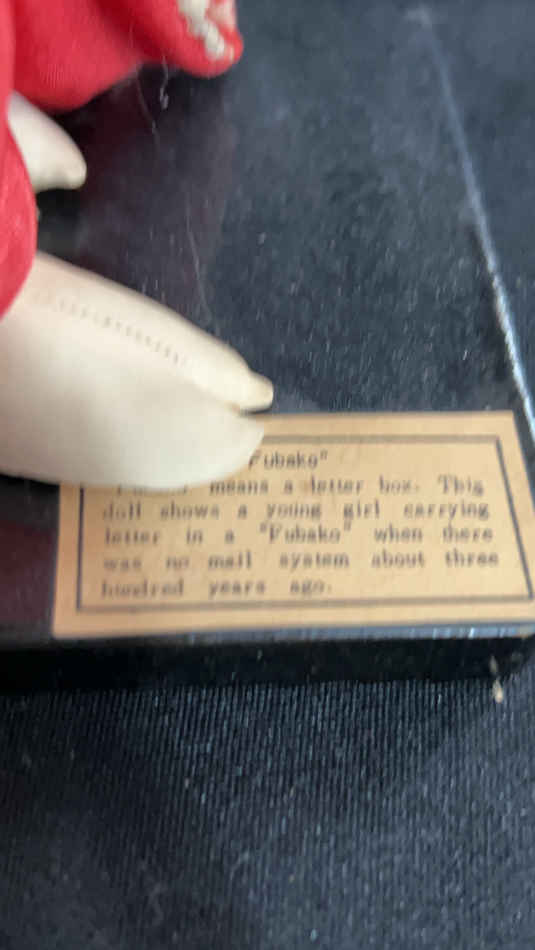 "Fubako"
means a letter box. This
doll shows a young girl carrying
letter in a "Fubako" when there
was no mail system about three
hundred years ago.